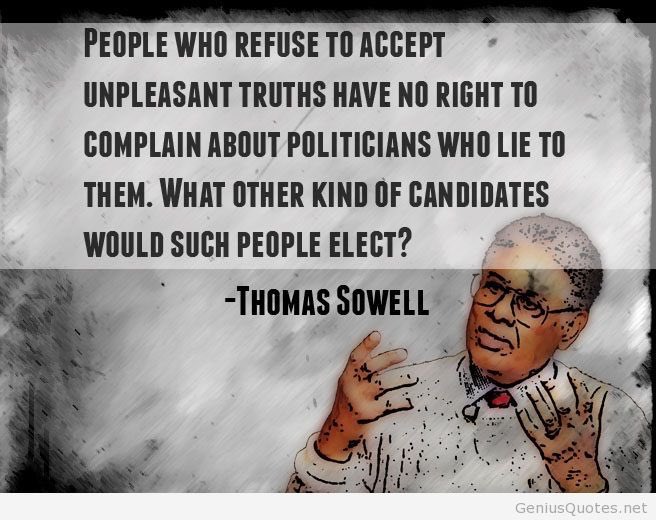 People who refuse to accept
unpleasant truths have no right to
complain about politicians who lie to
them. What other kind of candidates
would such people elect?
-Thomas Sowell
GeniusQuotes.net